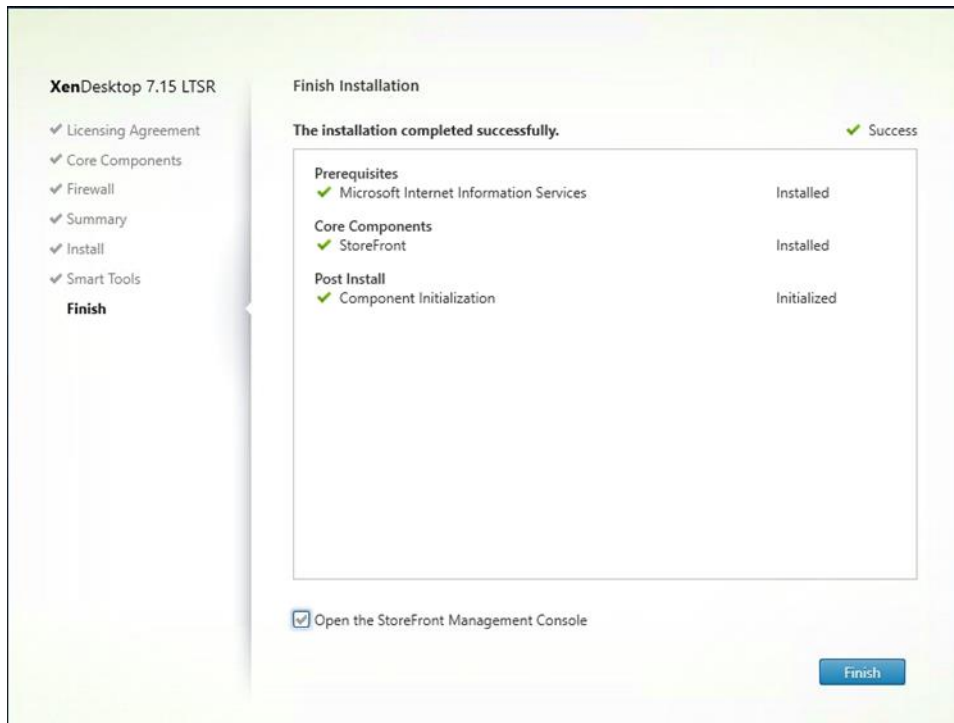 XenDesktop 7.15 LTSR
Licensing Agreement
Core Components
Firewall
Summary
Install
Smart Tools
Finish
Finish Installation
The installation completed successfully. Success
Prerequisites
Microsoft Internet Information Services Installed
Core Components
StoreFront Installed
Post Install
Component Initialization Initialized
Open the StoreFront Management Console
Finish